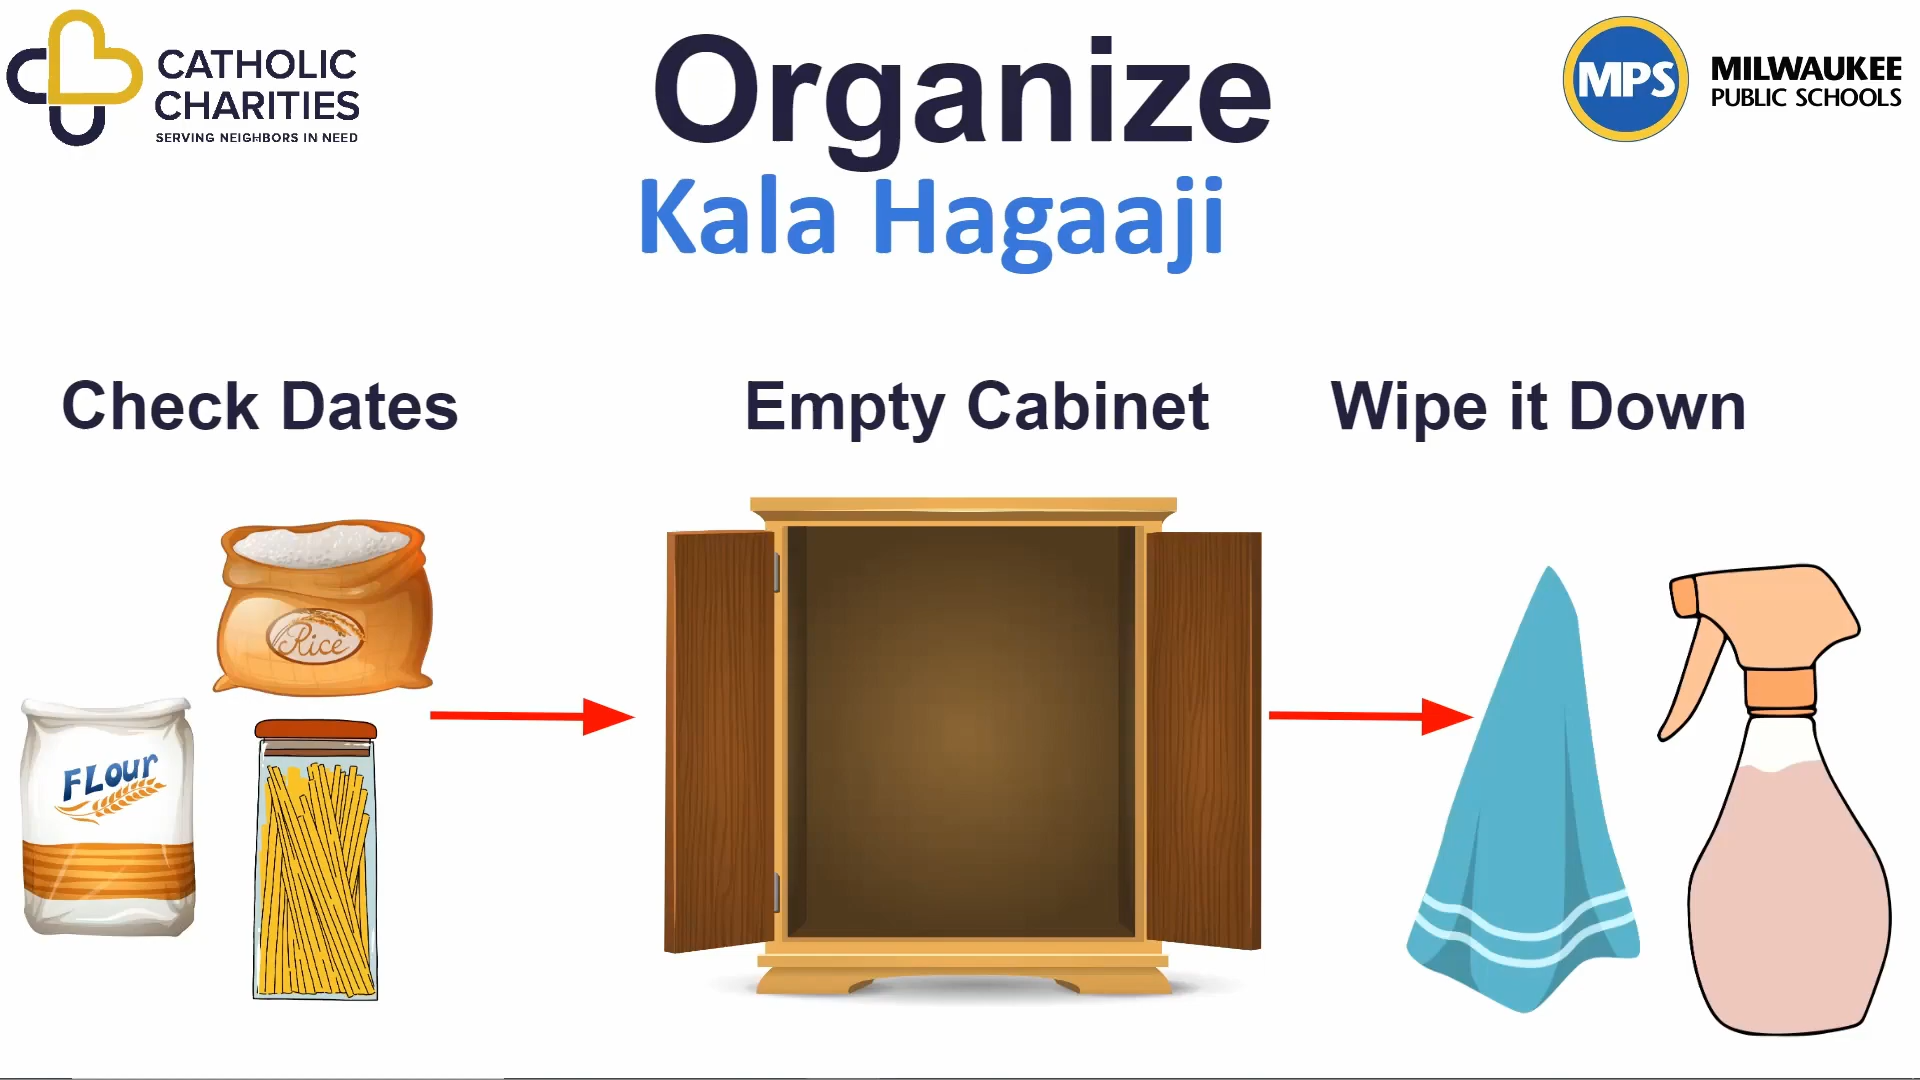 CATHOLIC
CHARITIES
SERVING NEIGHBORS IN NEED
Organize
Kala Hagaaji
MPS
MILWAUKEE
PUBLIC SCHOOLS
Check Dates
Empty Cabinet
Wipe it Down
Rice
FLour